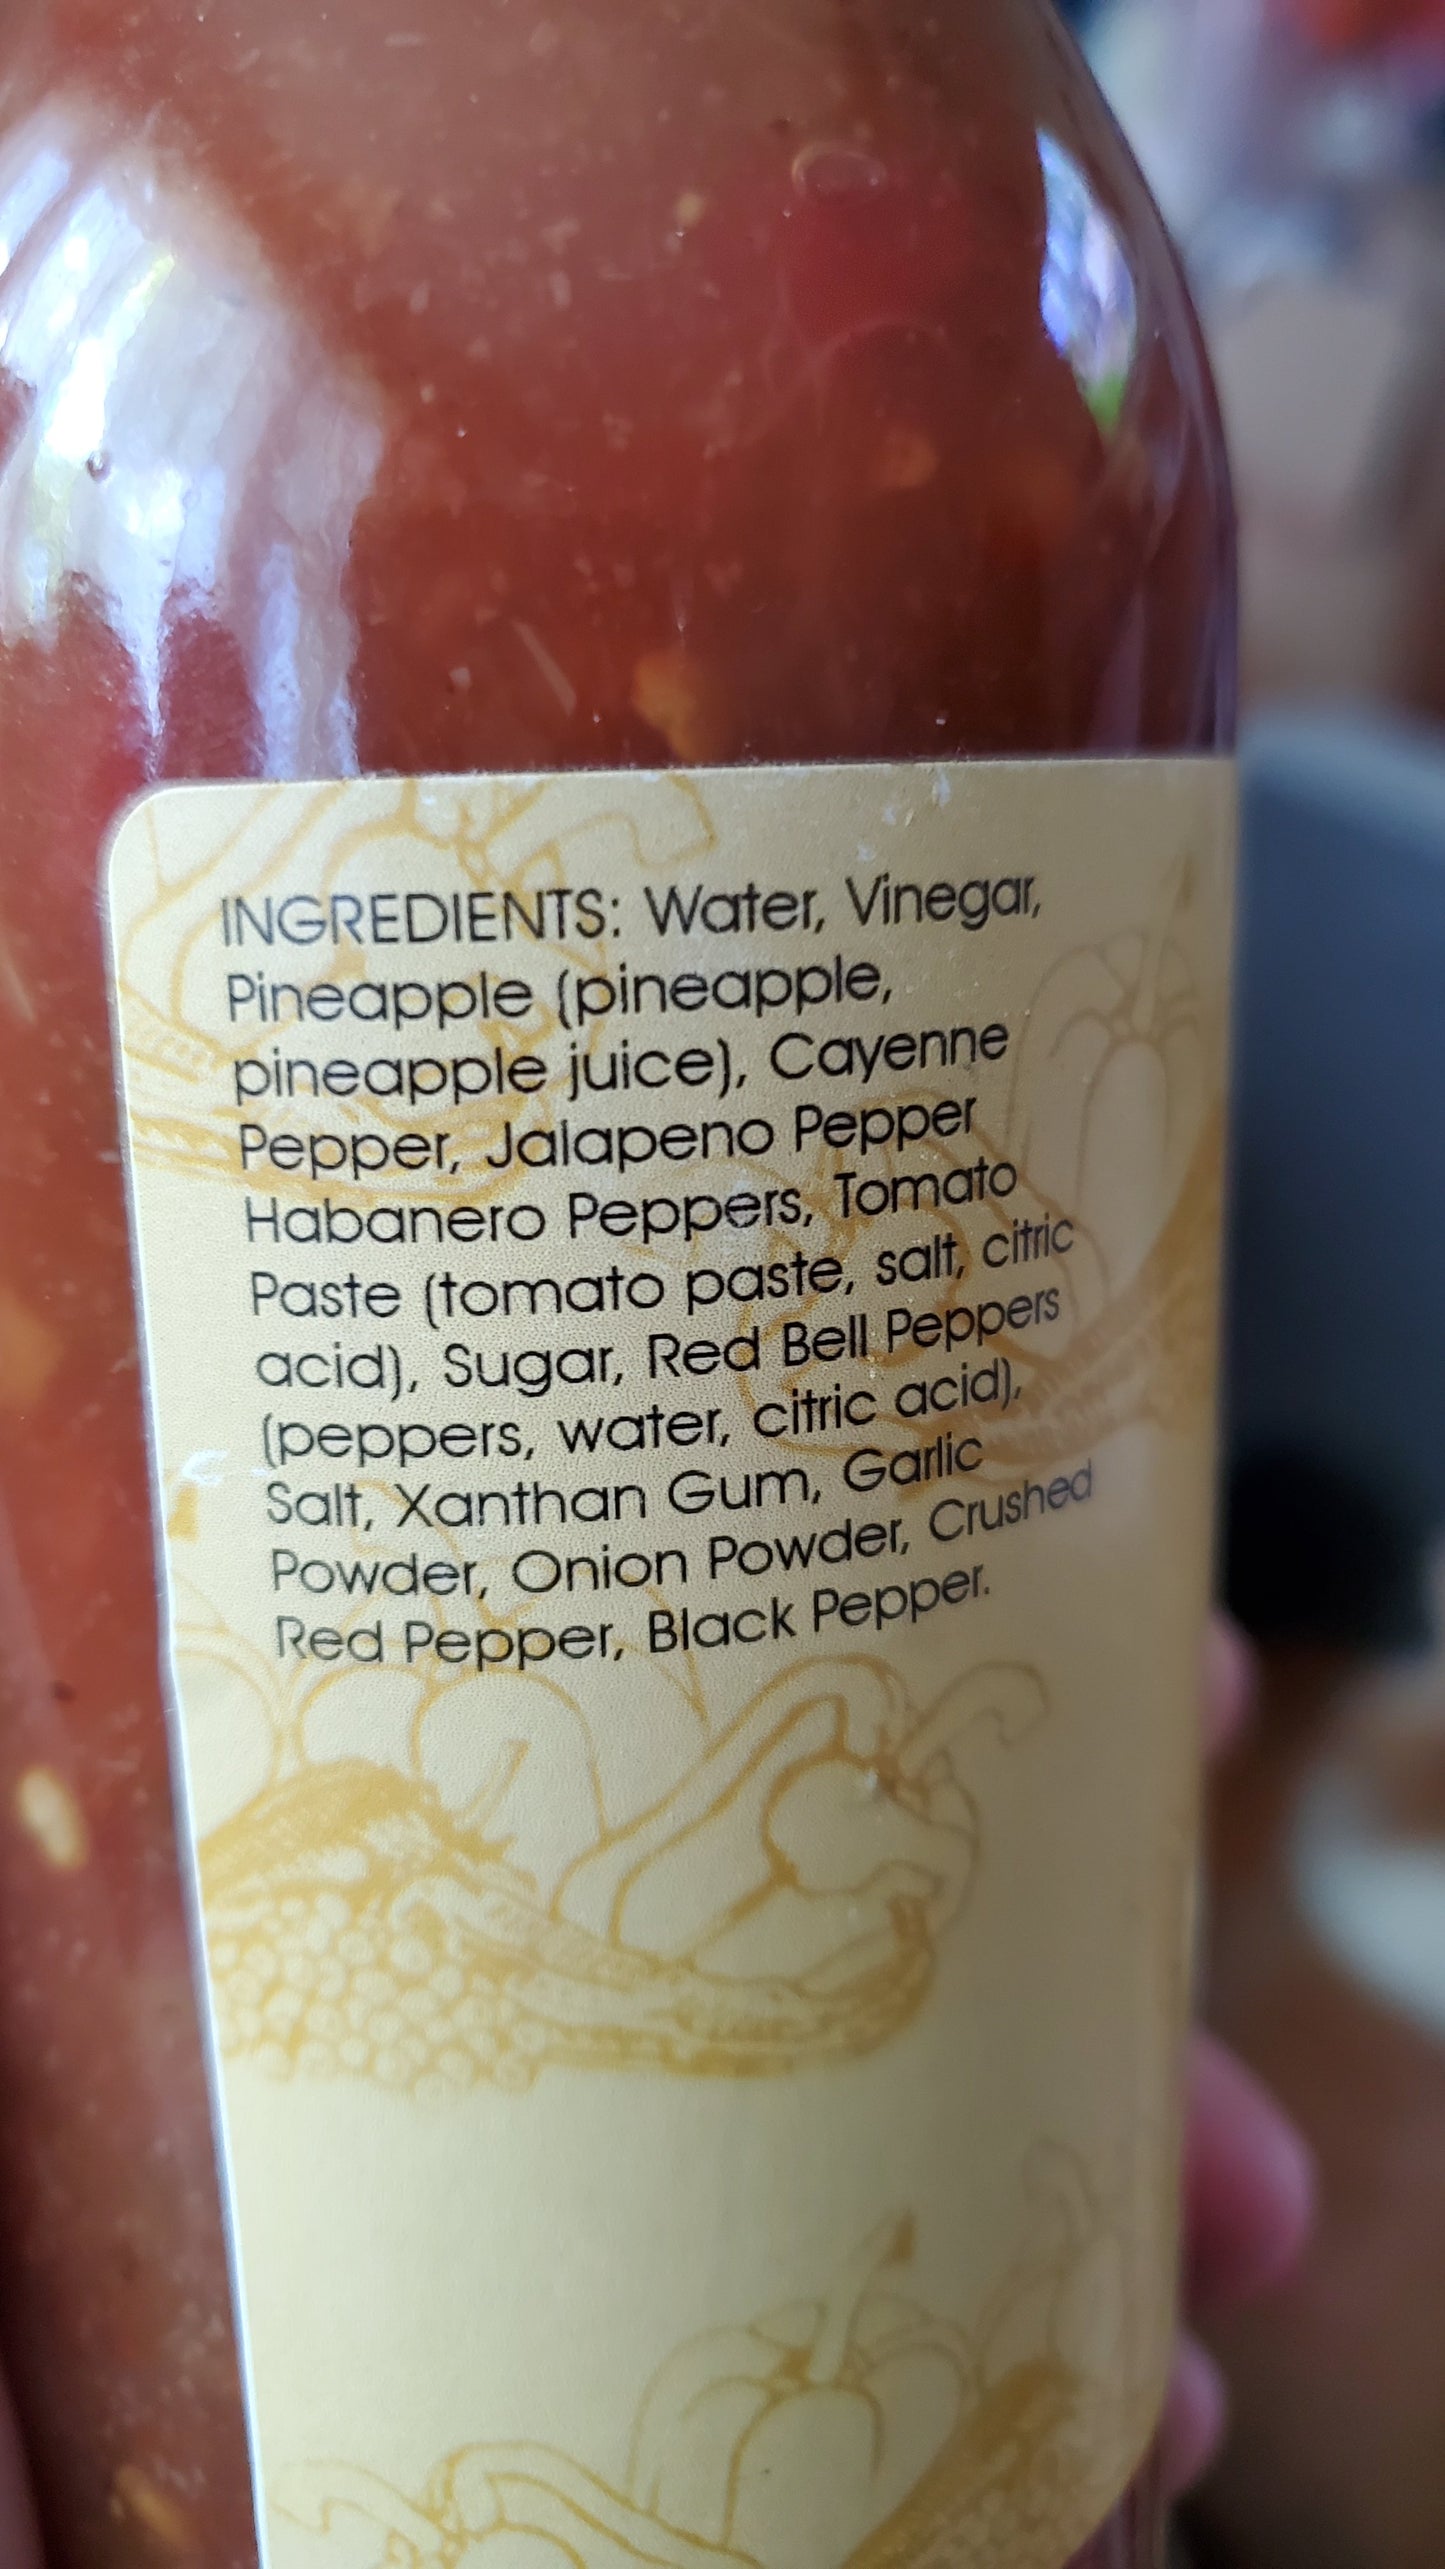 INGREDIENTS: Water, Vinegar,
Pineapple (pineapple,
pineapple juice), Cayenne
Pepper, Jalapeno Pepper
Habanero Peppers, Tomato
Paste (tomato paste, salt, citric
acid), Sugar, Red Bell Peppers
(peppers, water, citric acid),
Salt, Xanthan Gum, Garlic
Powder, Onion Powder, Crushed
Red Pepper, Black Pepper.